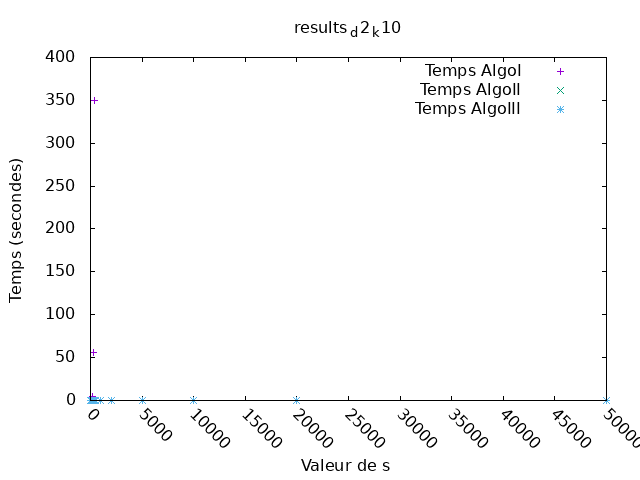 results_d2_k10
Temps AlgoI
Temps AlgoII
Temps AlgoIII
400
350
300
250
200
150
100
50
0
Temps (secondes)
0 5000 10000 15000 20000 25000 30000 35000 40000 45000 50000
Valeur de s